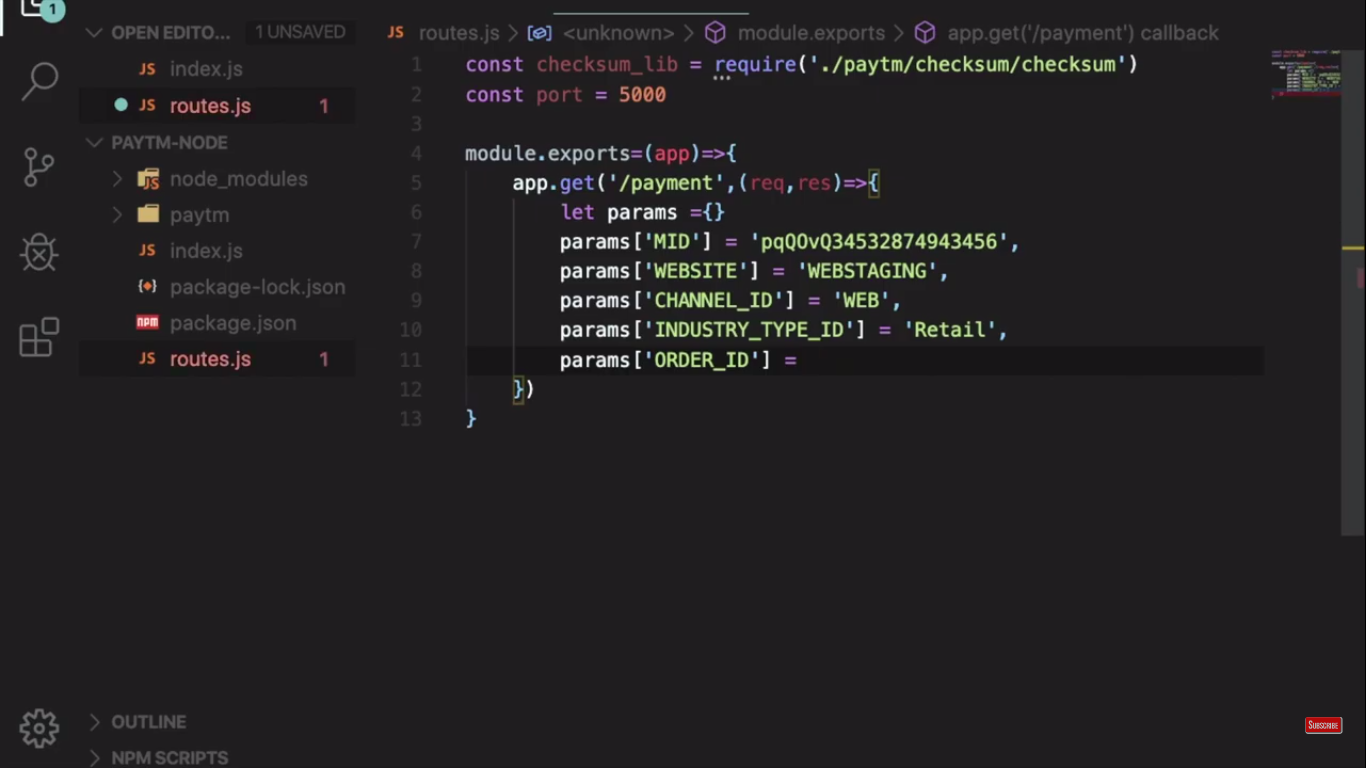 1
OPEN EDITO... 1 UNSAVED
JS index.js
JS routes.js 1
PAYTM-NODE
JS node_modules
paytm
JS index.js
package-lock.json
npm package.json
JS routes.js 1
OUTLINE
NPM SCRIPTS
JS routes.js > <unknown> > module.exports > app.get('/payment') callback
1 const checksum_lib = require('./paytm/checksum/checksum')
2 const port = 5000
3
4 module.exports=(app)=>{
5 app.get('/payment',(req,res)=>{
6 let params ={}
7 params['MID'] = 'pqQOvQ34532874943456',
8 params['WEBSITE'] = 'WEBSTAGING',
9 params['CHANNEL_ID'] = 'WEB',
10 params['INDUSTRY_TYPE_ID'] = 'Retail',
11 params['ORDER_ID'] =
12 })
13 }
SUBSCRIBE